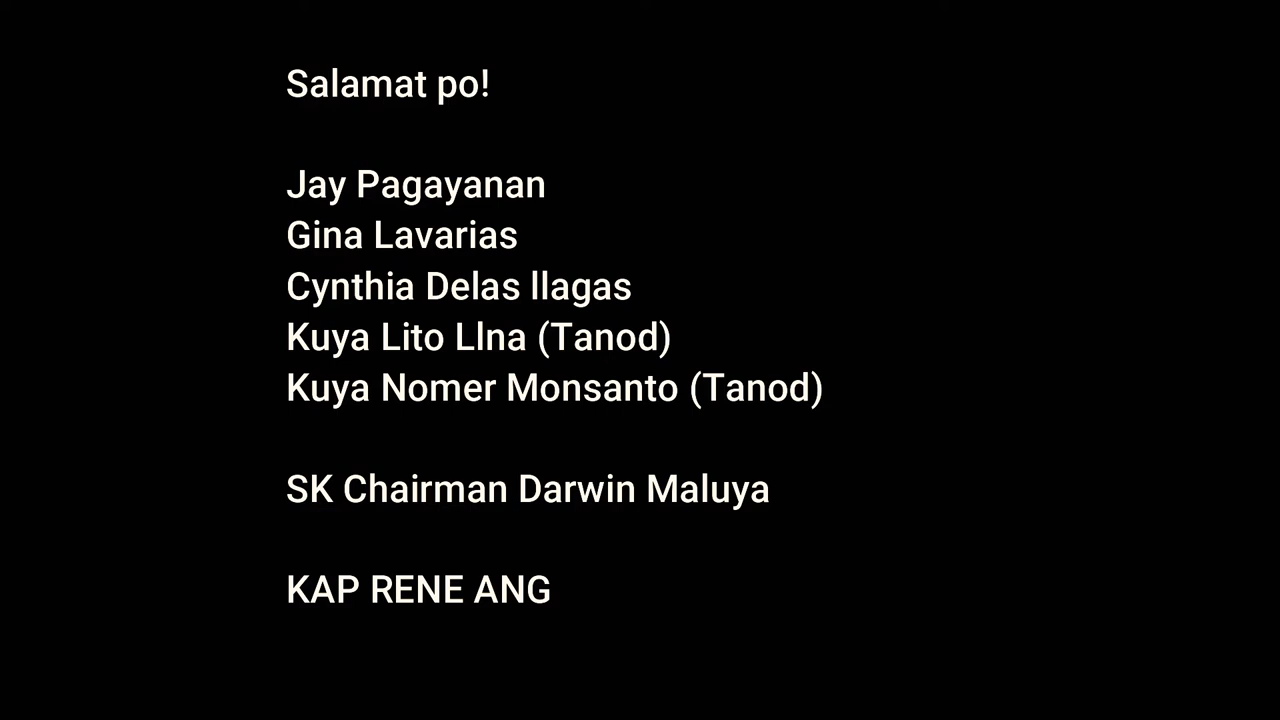 Salamat po!
Jay Pagayanan
Gina Lavarias
Cynthia Delas llagas
Kuya Lito Llna (Tanod)
Kuya Nomer Monsanto (Tanod)
SK Chairman Darwin Maluya
KAP RENE ANG